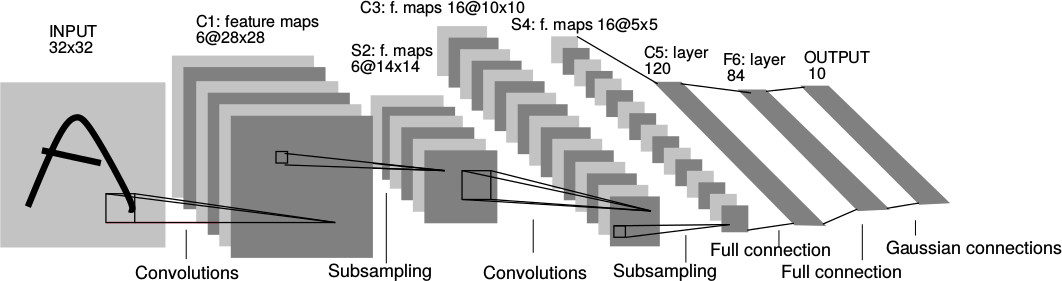 INPUT
32x32
C1: feature maps
6@28x28
S2: f. maps
6@14x14
C3: f. maps 16@10x10
S4: f. maps 16@5x5
C5: layer
120
F6: layer
84
OUTPUT
10
A
Convolutions
Subsampling
Convolutions
Subsampling
Full connection
Full connection
Gaussian connections